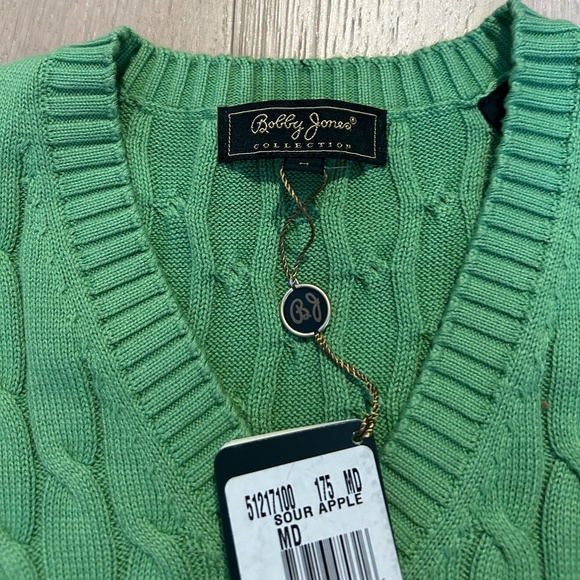 Bobby Jones®
COLLECTION
BJ
51217100 175 MD
SOUR APPLE
MD